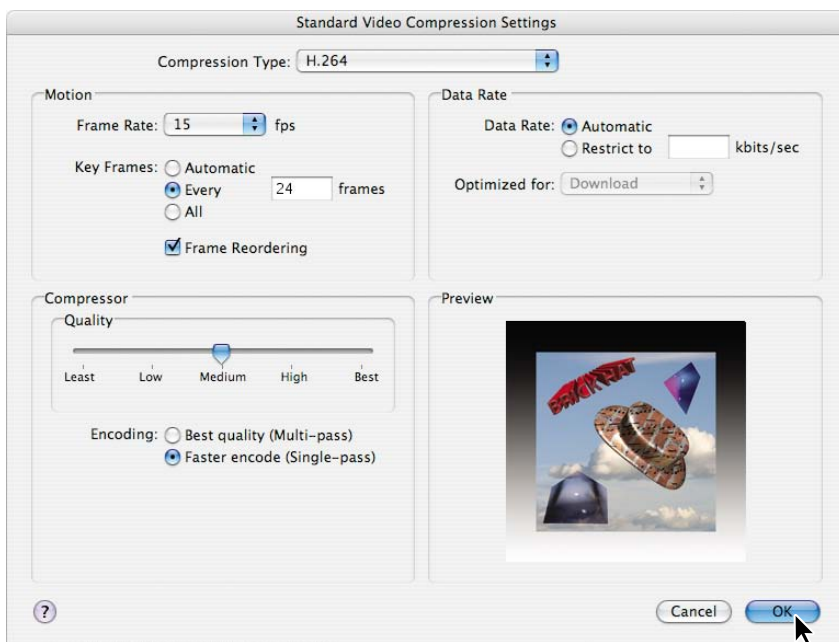 Standard Video Compression Settings
Compression Type: H.264
Motion
Frame Rate: 15 fps
Key Frames: Automatic
Every 24 frames
All
Frame Reordering
Data Rate
Data Rate: Automatic
Restrict to kbits/sec
Optimized for: Download
Compressor
Quality
Least Low Medium High Best
Encoding: Best quality (Multi-pass)
Faster encode (Single-pass)
Preview
BRICK HAT
? Cancel OK